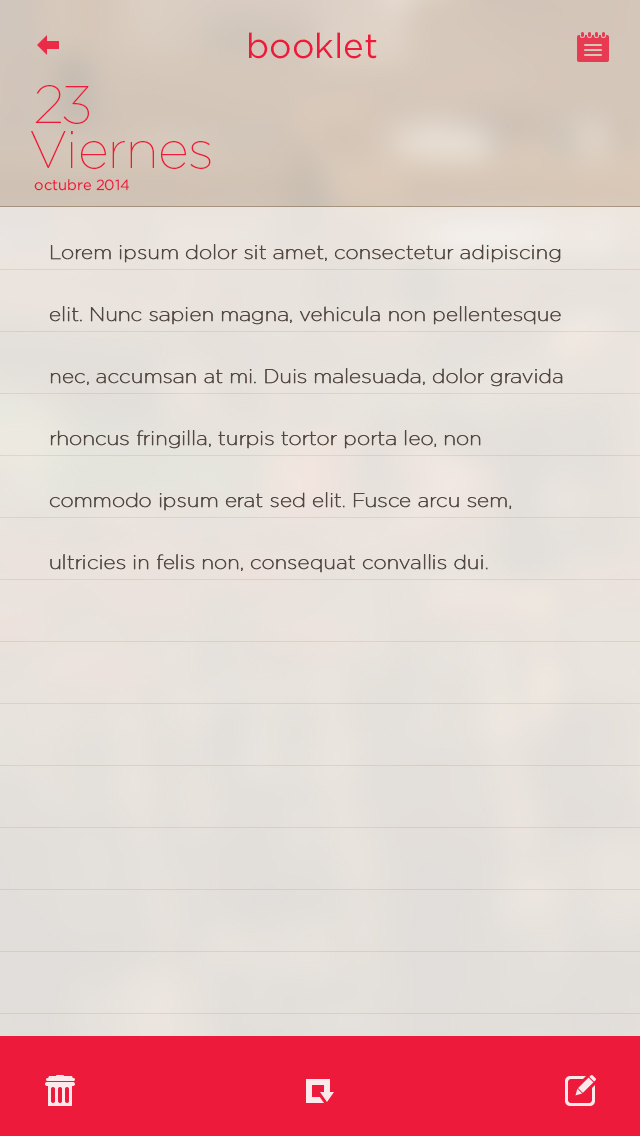 booklet
23
Viernes
octubre 2014
Lorem ipsum dolor sit amet, consectetur adipiscing
elit. Nunc sapien magna, vehicula non pellentesque
nec, accumsan at mi. Duis malesuada, dolor gravida
rhoncus fringilla, turpis tortor porta leo, non
commodo ipsum erat sed elit. Fusce arcu sem,
ultricies in felis non, consequat convallis dui.